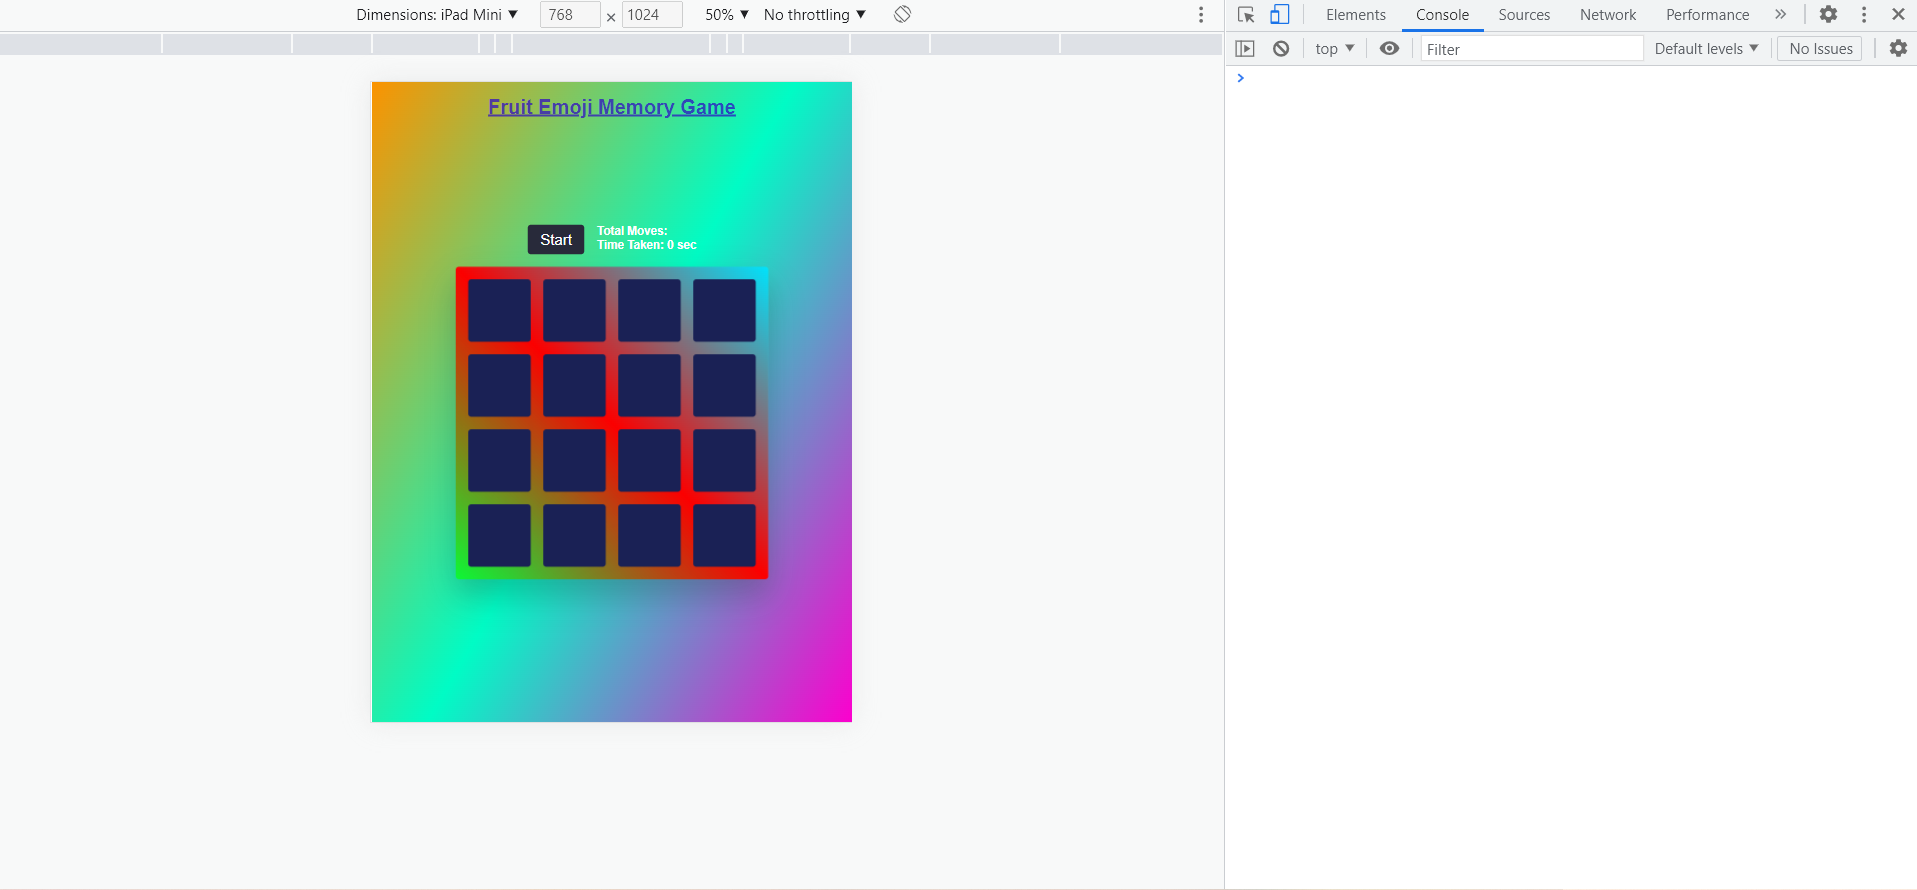 Dimensions: iPad Mini ▼ 768 × 1024 50% ▼ No throttling ▼
Elements Console Sources Network Performance »
top ▼ Filter Default levels ▼ No Issues
>
Fruit Emoji Memory Game
Start
Total Moves:
Time Taken: 0 sec